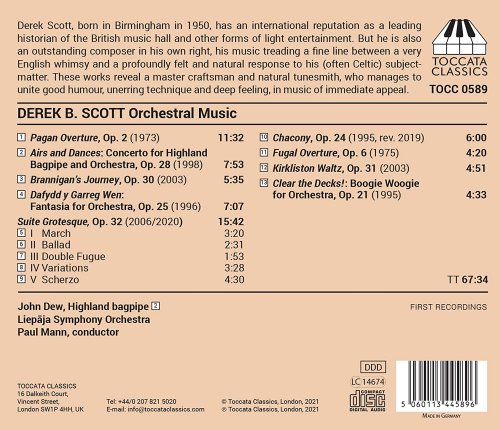 Derek Scott, born in Birmingham in 1950, has an international reputation as a leading
historian of the British music hall and other forms of light entertainment. But he is also
an outstanding composer in his own right, his music treading a fine line between a very
English whimsy and a profoundly felt and natural response to his (often Celtic) subject-
matter. These works reveal a master craftsman and natural tunesmith, who manages to
unite good humour, unerring technique and deep feeling, in music of immediate appeal.
TOCCATA
CLASSICS
TOCC 0589
DEREK B. SCOTT Orchestral Music
1 Pagan Overture, Op. 2 (1973) 11:32
2 Airs and Dances: Concerto for Highland
Bagpipe and Orchestra, Op. 28 (1998) 7:53
3 Brannigan's Journey, Op. 30 (2003) 5:35
4 Dafydd y Garreg Wen:
Fantasia for Orchestra, Op. 25 (1996) 7:07
Suite Grotesque, Op. 32 (2006/2020) 15:42
5 I March 3:20
6 II Ballad 2:31
7 III Double Fugue 1:53
8 IV Variations 3:28
9 V Scherzo 4:30
10 Chacony, Op. 24 (1995, rev. 2019) 6:00
11 Fugal Overture, Op. 6 (1975) 4:20
12 Kirkliston Waltz, Op. 31 (2003) 4:51
13 Clear the Decks!: Boogie Woogie
for Orchestra, Op. 21 (1995) 4:33
TT 67:34
John Dew, Highland bagpipe 2
Liepāja Symphony Orchestra
Paul Mann, conductor
FIRST RECORDINGS
TOCCATA CLASSICS
16 Dalkeith Court,
Vincent Street,
London SW1P 4HH, UK
Tel: +44/0 207 821 5020
E-mail: info@toccataclassics.com
© Toccata Classics, London, 2021
℗ Toccata Classics, London, 2021
DDD
LC 14674
COMPACT
disc
DIGITAL AUDIO
5 060113 445896
MADE IN GERMANY